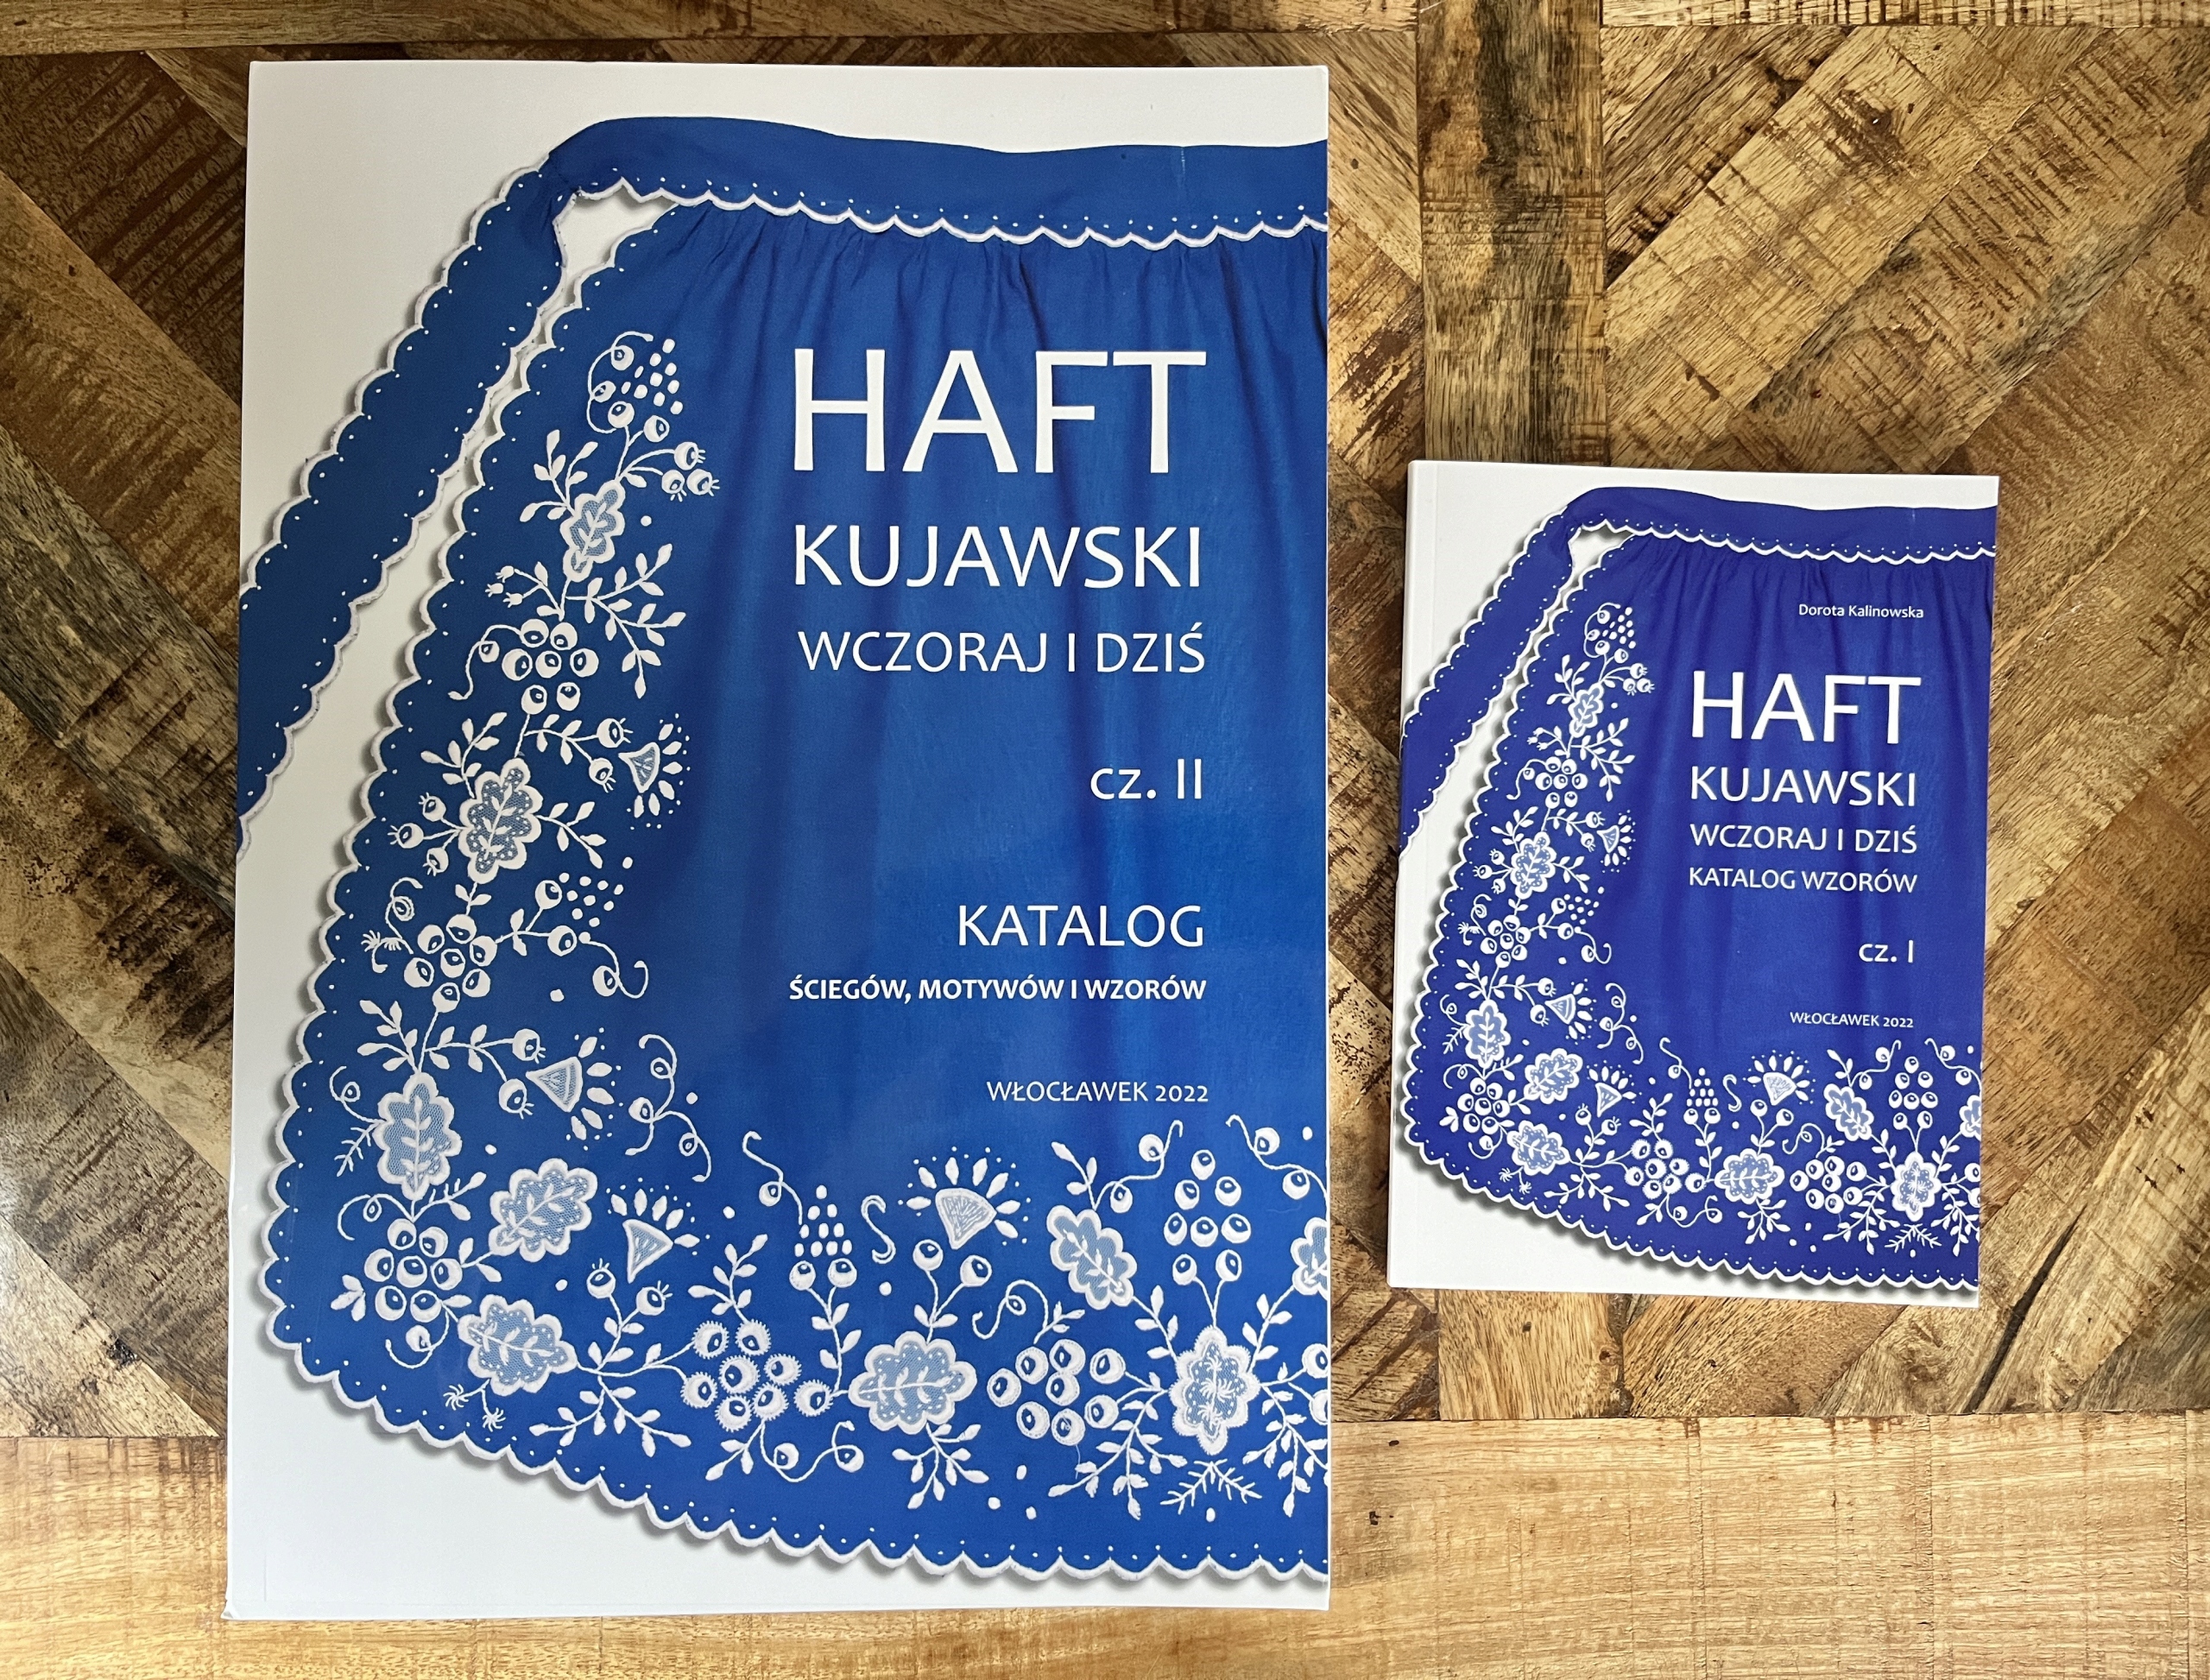 HAFT
KUJAWSKI
WCZORAJ I DZIŚ
cz. II
KATALOG
ŚCIEGÓW, MOTYWÓW I WZORÓW
WŁOCŁAWEK 2022
Dorota Kalinowska
HAFT
KUJAWSKI
WCZORAJ I DZIŚ
KATALOG WZORÓW
cz. I
WŁOCŁAWEK 2022